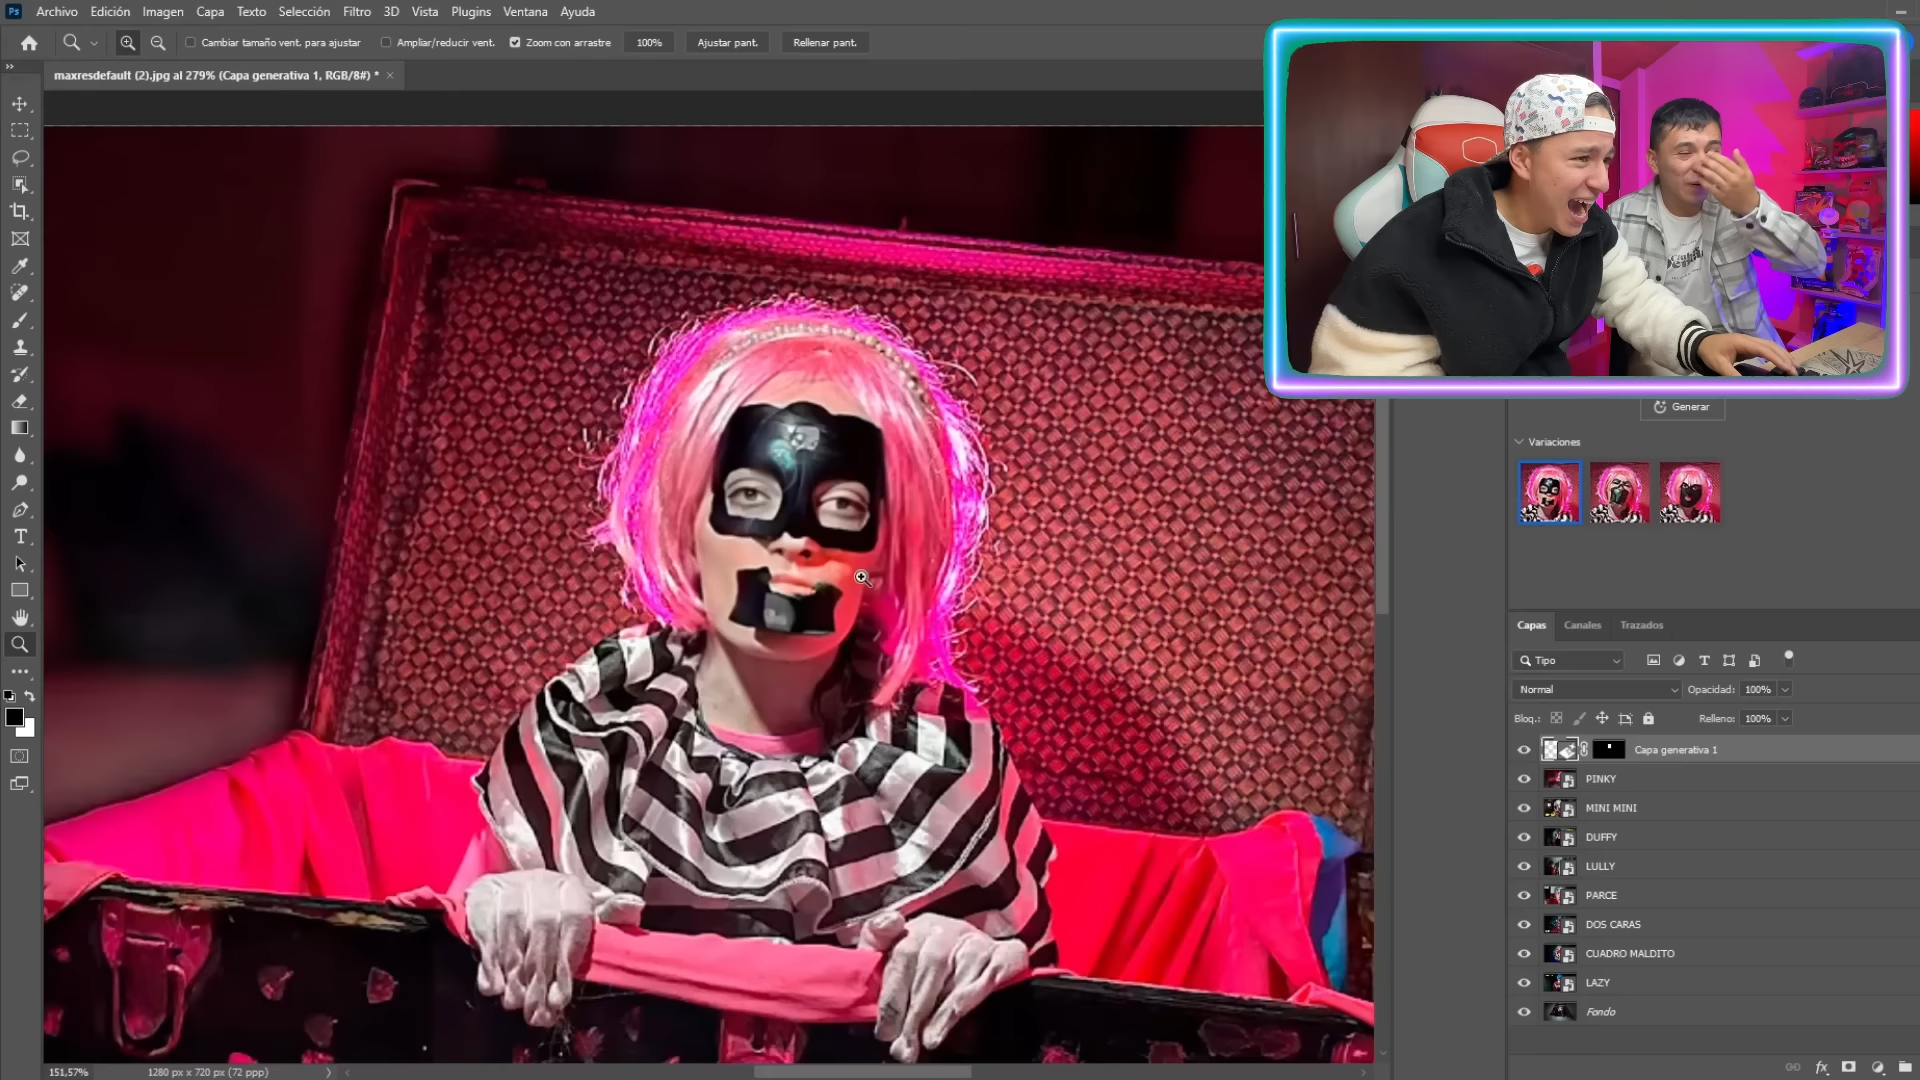 Ps Archivo Edición Imagen Capa Texto Selección Filtro 3D Vista Plugins Ventana Ayuda
Cambiar tamaño vent. para ajustar Ampliar/reducir vent. Zoom con arrastre 100% Ajustar pant. Rellenar pant.
maxresdefault (2).jpg al 279% (Capa generativa 1, RGB/8#) * ×
Generar
Variaciones
Capas Canales Trazados
Tipo
Normal Opacidad: 100%
Bloq.: Relleno: 100%
Capa generativa 1
PINKY
MINI MINI
DUFFY
LULLY
PARCE
DOS CARAS
CUADRO MALDITO
LAZY
Fondo
151,57% 1280 px x 720 px (72 ppp)